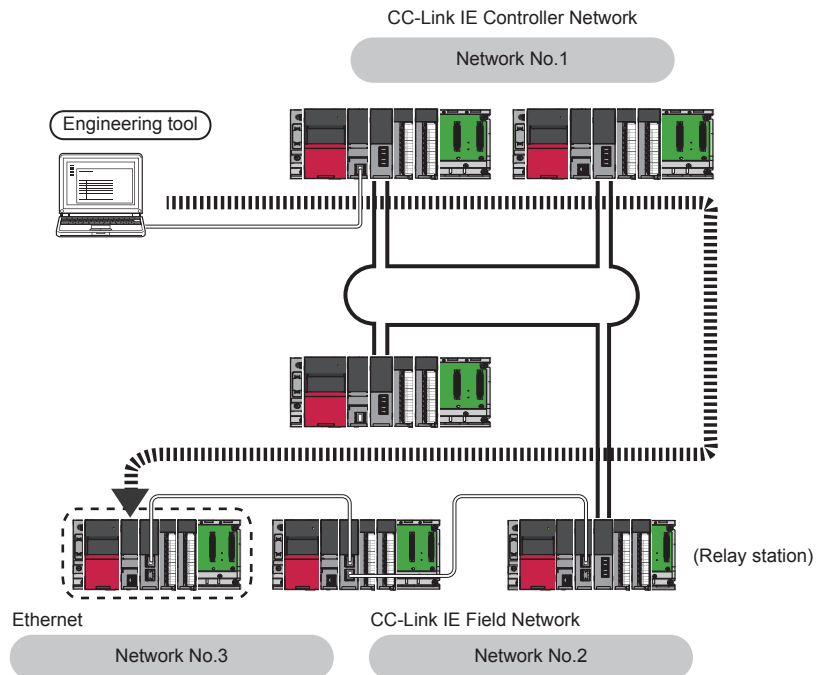 CC-Link IE Controller Network
Network No.1
Engineering tool
(Relay station)
Ethernet
CC-Link IE Field Network
Network No.3
Network No.2